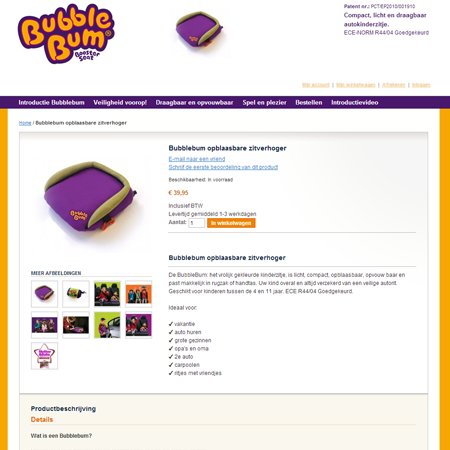 Bubble
Bum®
Booster
Seat
Patent nr.: PCT/EP2010/001910
Compact, licht en draagbaar
autokinderzitje.
ECE-NORM R44/04 Goedgekeurd
Mijn account | Mijn winkelwagen | Afrekenen | Inloggen
Introductie Bubblebum Veiligheid voorop! Draagbaar en opvouwbaar Spel en plezier Bestellen Introductievideo
Home / Bubblebum opblaasbare zitverhoger
Bubble
Bum
Bubblebum opblaasbare zitverhoger
E-mail naar een vriend
Schrijf de eerste beoordeling van dit product
Beschikbaarheid: In voorraad
€ 39,95
Inclusief BTW
Levertijd gemiddeld 1-3 werkdagen
Aantal: 1 In winkelwagen
MEER AFBEELDINGEN
Bubblebum opblaasbare zitverhoger
De BubbleBum: het vrolijk gekleurde kinderzitje, is licht, compact, opblaasbaar, opvouw baar en
past makkelijk in rugzak of handtas. Uw kind overal en altijd verzekerd van een veilige autorit.
Geschikt voor kinderen tussen de 4 en 11 jaar. ECE R44/04 Goedgekeurd.
Ideaal voor:
✓ vakantie
✓ auto huren
✓ grote gezinnen
✓ opa's en oma
✓ 2e auto
✓ carpoolen
✓ ritjes met vriendjes
Productbeschrijving
Details
Wat is een Bubblebum?